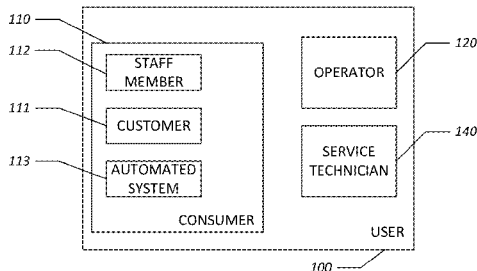 110
112
STAFF
MEMBER
OPERATOR
120
111
CUSTOMER
SERVICE
TECHNICIAN
140
113
AUTOMATED
SYSTEM
CONSUMER
USER
100